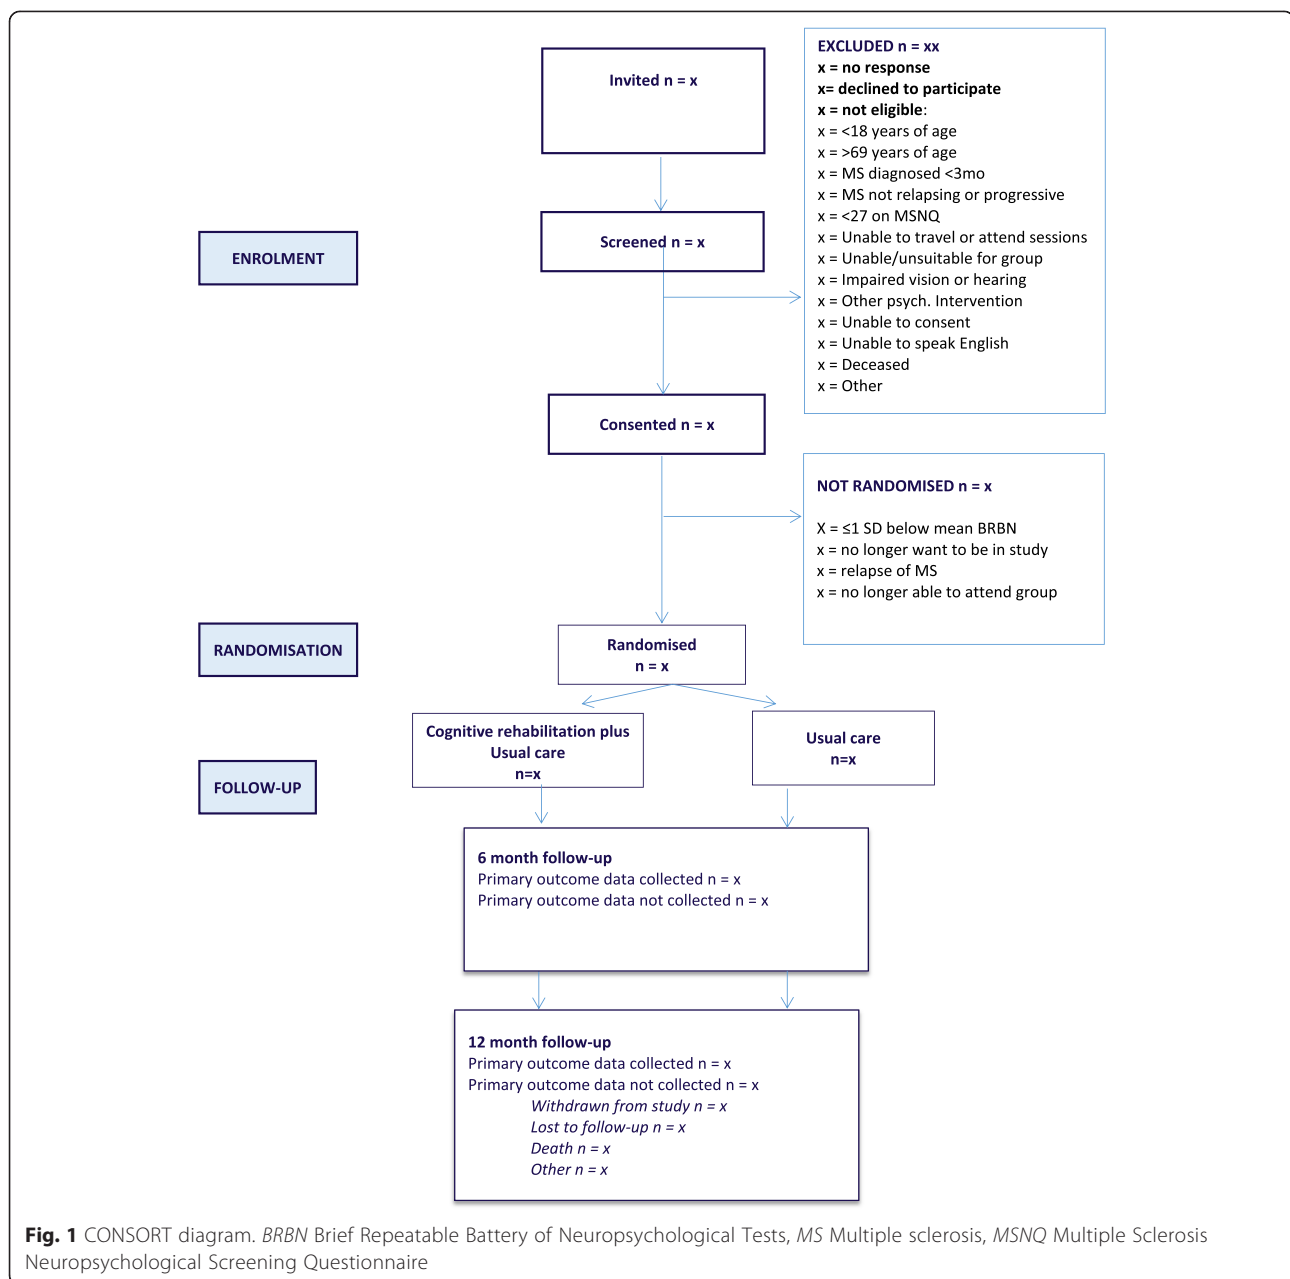 Invited n = x
EXCLUDED n = xx
x = no response
x= declined to participate
x = not eligible:
x = <18 years of age
x = >69 years of age
x = MS diagnosed <3mo
x = MS not relapsing or progressive
x = <27 on MSNQ
x = Unable to travel or attend sessions
x = Unable/unsuitable for group
x = Impaired vision or hearing
x = Other psych. Intervention
x = Unable to consent
x = Unable to speak English
x = Deceased
x = Other
Screened n = x
ENROLMENT
Consented n = x
NOT RANDOMISED n = x
X = ≤1 SD below mean BRBN
x = no longer want to be in study
x = relapse of MS
x = no longer able to attend group
RANDOMISATION
Randomised
n = x
Cognitive rehabilitation plus
Usual care
n=x
Usual care
n=x
FOLLOW-UP
6 month follow-up
Primary outcome data collected n = x
Primary outcome data not collected n = x
12 month follow-up
Primary outcome data collected n = x
Primary outcome data not collected n = x
Withdrawn from study n = x
Lost to follow-up n = x
Death n = x
Other n = x
Fig. 1 CONSORT diagram. BRBN Brief Repeatable Battery of Neuropsychological Tests, MS Multiple sclerosis, MSNQ Multiple Sclerosis
Neuropsychological Screening Questionnaire